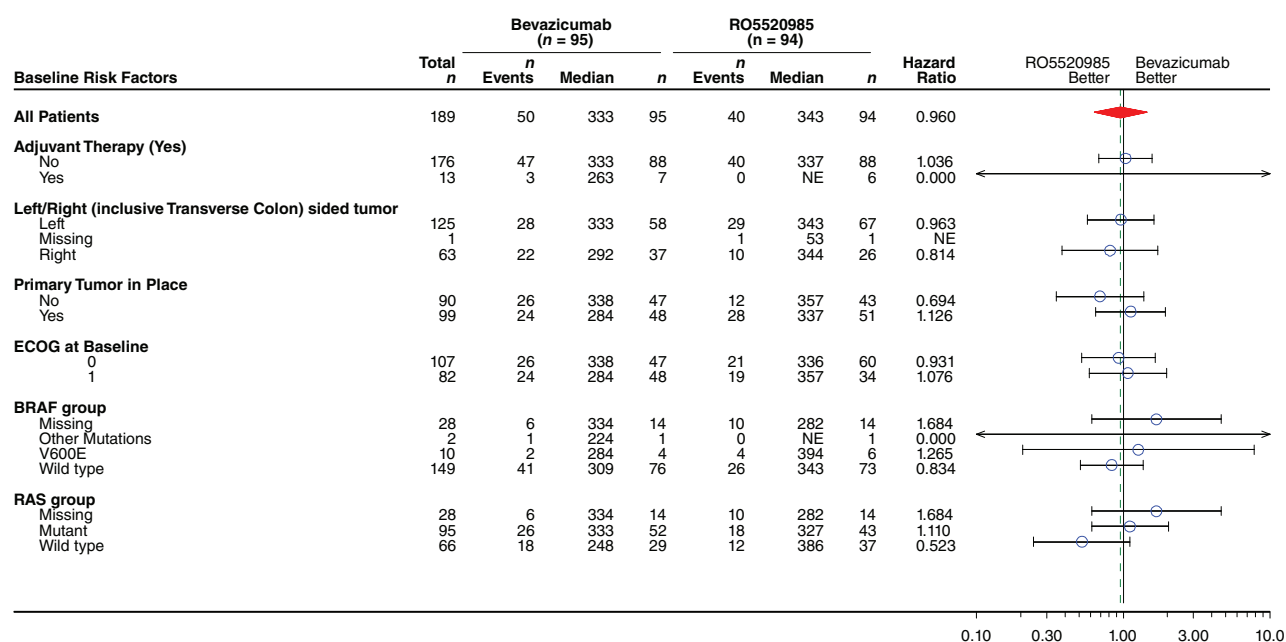 Bevazicumab RO5520985
(n = 95) (n = 94)
Total n n Hazard RO5520985 Bevazicumab
Baseline Risk Factors n Events Median n Events Median n Ratio Better Better
All Patients 189 50 333 95 40 343 94 0.960
Adjuvant Therapy (Yes)
No 176 47 333 88 40 337 88 1.036
Yes 13 3 263 7 0 NE 6 0.000
Left/Right (inclusive Transverse Colon) sided tumor
Left 125 28 333 58 29 343 67 0.963
Missing 1 1 53 1 NE
Right 63 22 292 37 10 344 26 0.814
Primary Tumor in Place
No 90 26 338 47 12 357 43 0.694
Yes 99 24 284 48 28 337 51 1.126
ECOG at Baseline
0 107 26 338 47 21 336 60 0.931
1 82 24 284 48 19 357 34 1.076
BRAF group
Missing 28 6 334 14 10 282 14 1.684
Other Mutations 2 1 224 1 0 NE 1 0.000
V600E 10 2 284 4 4 394 6 1.265
Wild type 149 41 309 76 26 343 73 0.834
RAS group
Missing 28 6 334 14 10 282 14 1.684
Mutant 95 26 333 52 18 327 43 1.110
Wild type 66 18 248 29 12 386 37 0.523
0.10 0.30 1.00 3.00 10.0